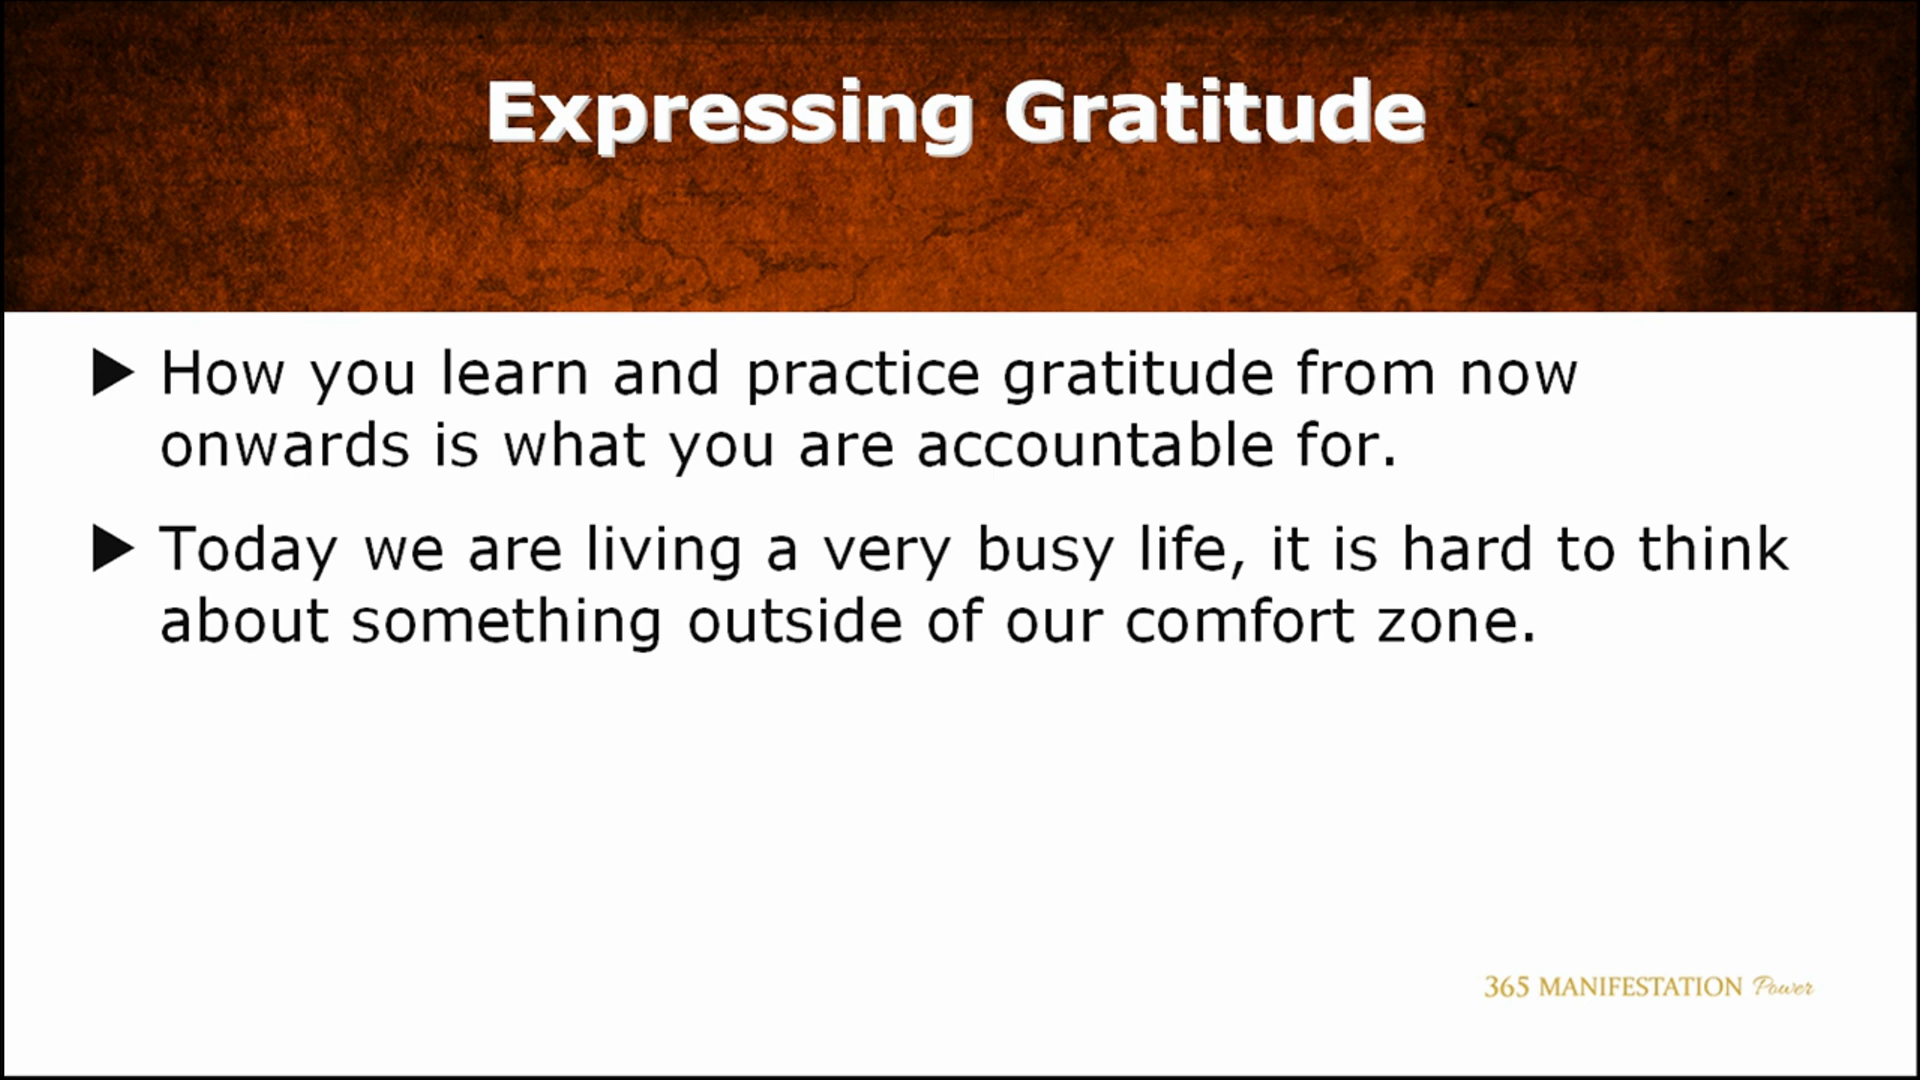 Expressing Gratitude
▶ How you learn and practice gratitude from now
onwards is what you are accountable for.
▶ Today we are living a very busy life, it is hard to think
about something outside of our comfort zone.
365 MANIFESTATION Power